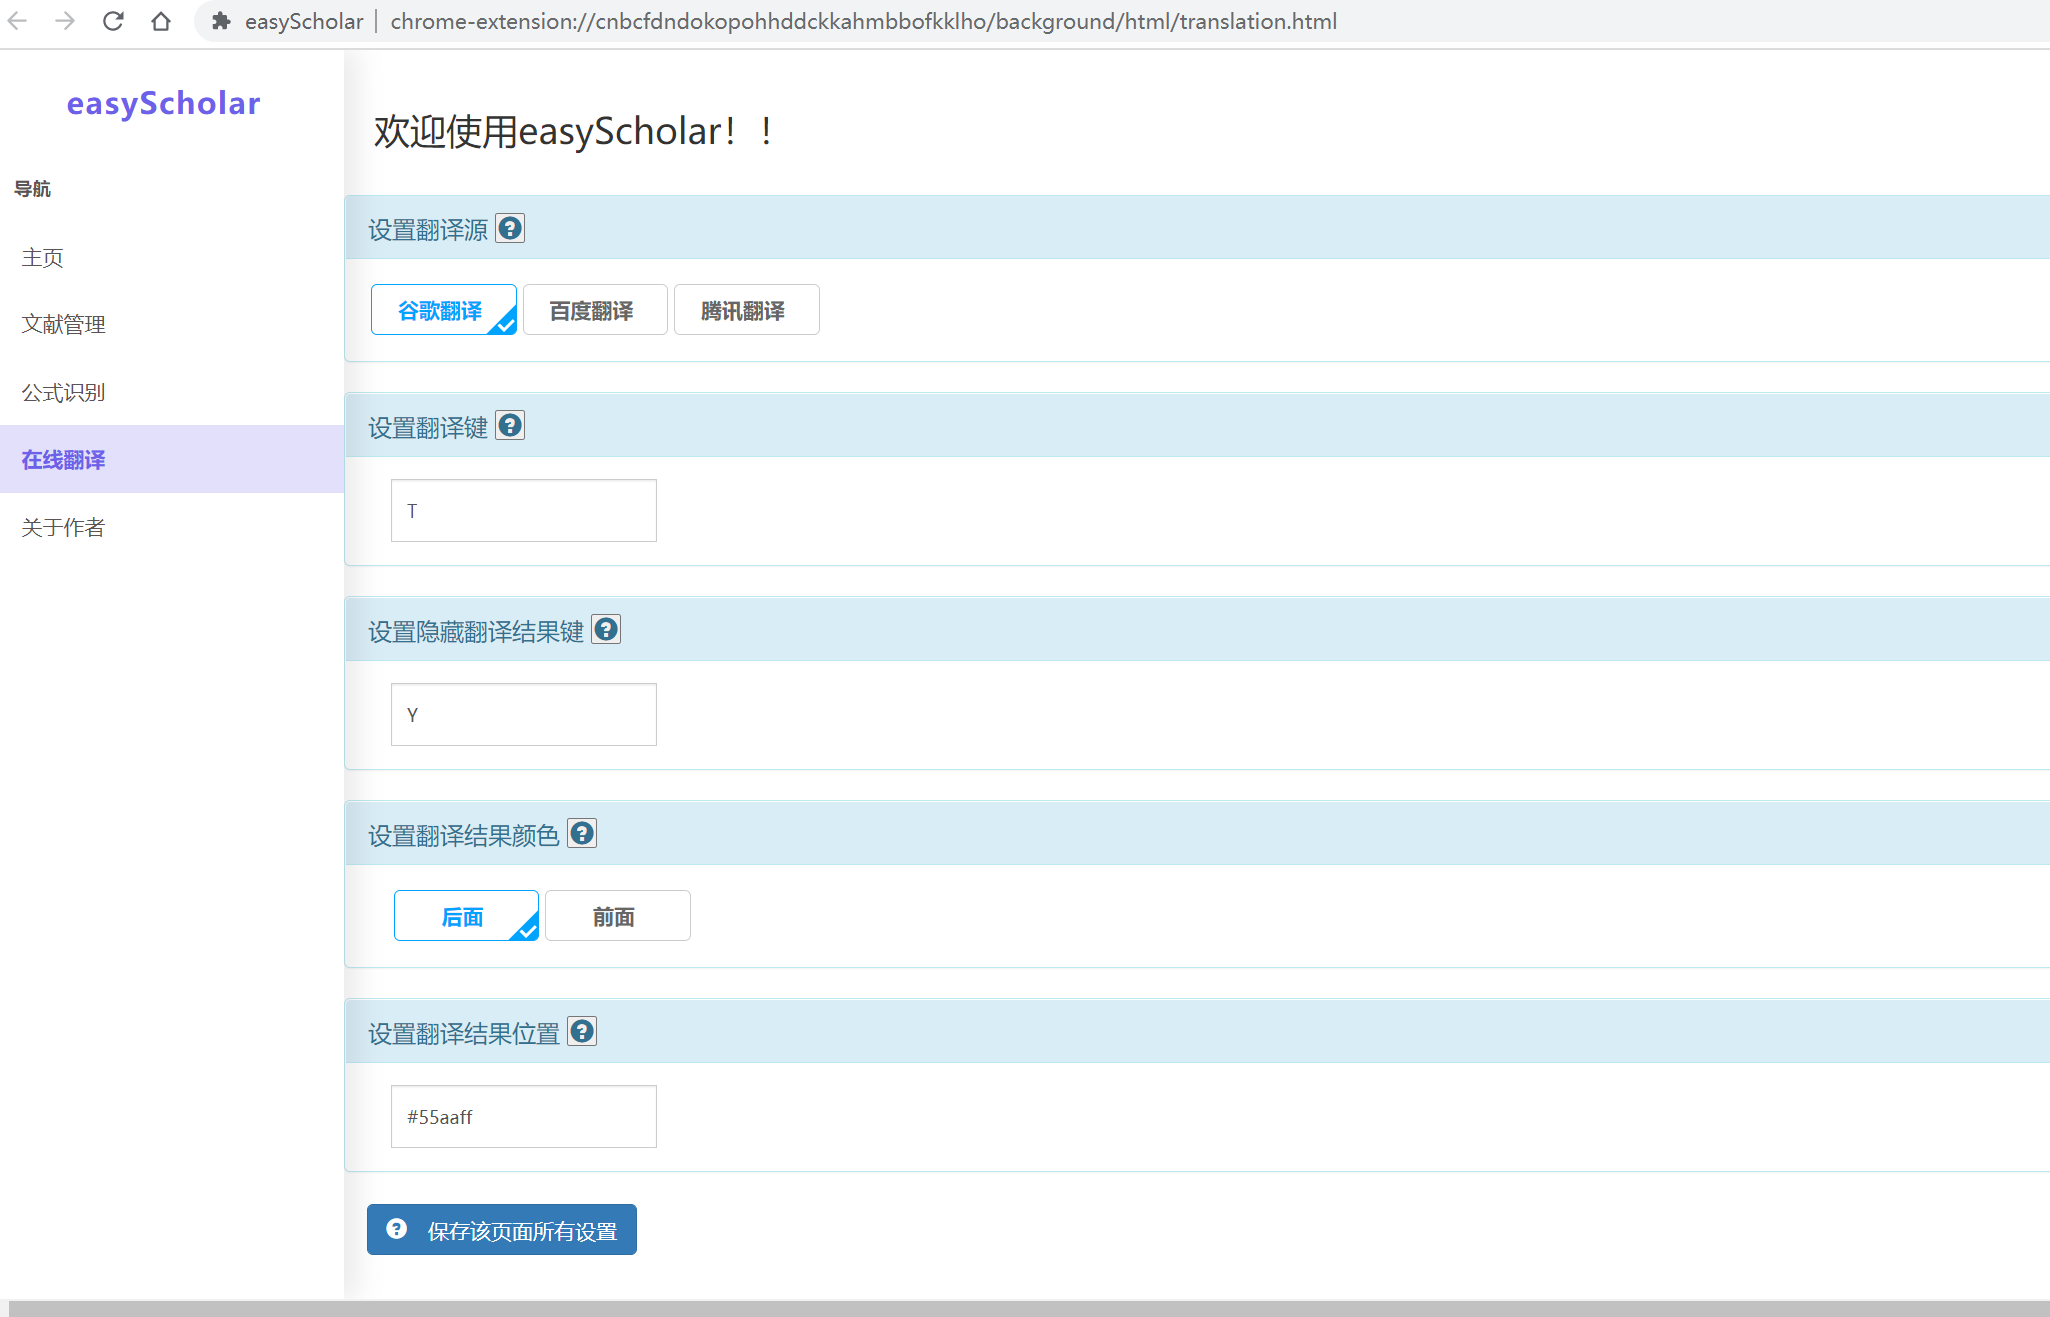 easyScholar | chrome-extension://cnbcfdndokopohhddckkahmbbofkklho/background/html/translation.html
easyScholar
导航
主页
文献管理
公式识别
在线翻译
关于作者
欢迎使用easyScholar！！
设置翻译源
谷歌翻译 百度翻译 腾讯翻译
设置翻译键
T
设置隐藏翻译结果键
Y
设置翻译结果颜色
后面 前面
设置翻译结果位置
#55aaff
保存该页面所有设置